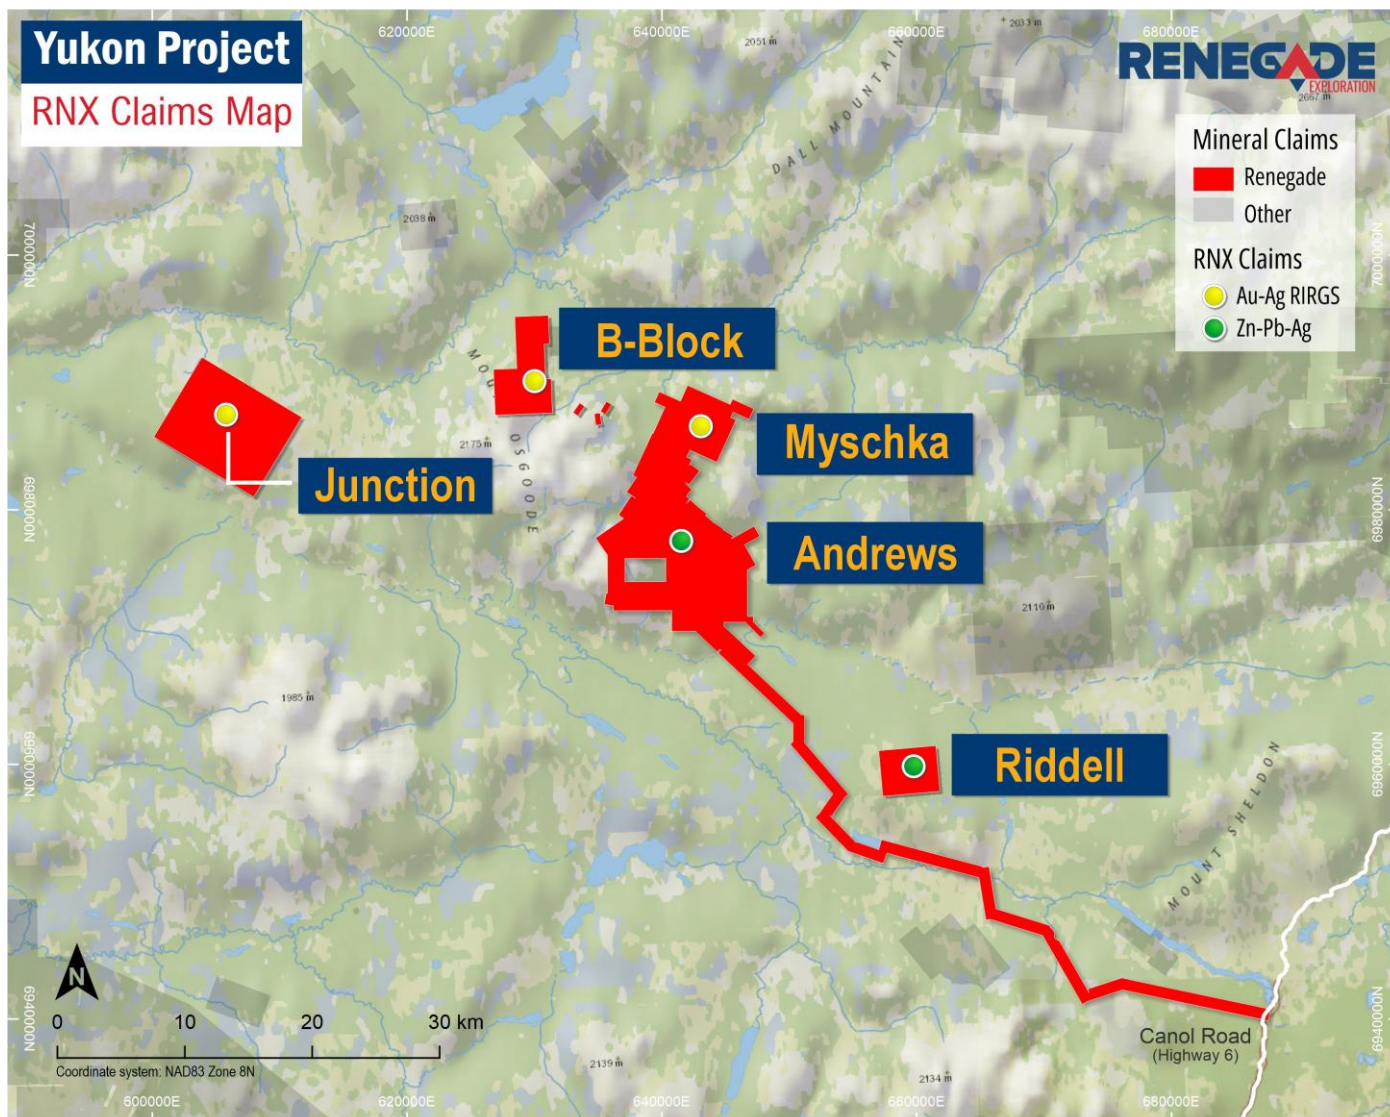 Yukon Project
RNX Claims Map
620000E
640000E
660000E
680000E
2051 m
2033 m
DALL MOUNTAIN
RENEGADE
EXPLORATION
2667 m
Mineral Claims
Renegade
Other
RNX Claims
Au-Ag RIRGS
Zn-Pb-Ag
2038 m
7000000N
7000000N
B-Block
MOU
OSGOODE
2175 m
Myschka
Junction
6980000N
6980000N
Andrews
2110 m
1985 m
Riddell
6960000N
6960000N
MOUNT SHELDON
N
0 10 20 30 km
Coordinate system: NAD83 Zone 8N
6940000N
6940000N
Canol Road
(Highway 6)
2139 m
2134 m
600000E
620000E
640000E
660000E
680000E